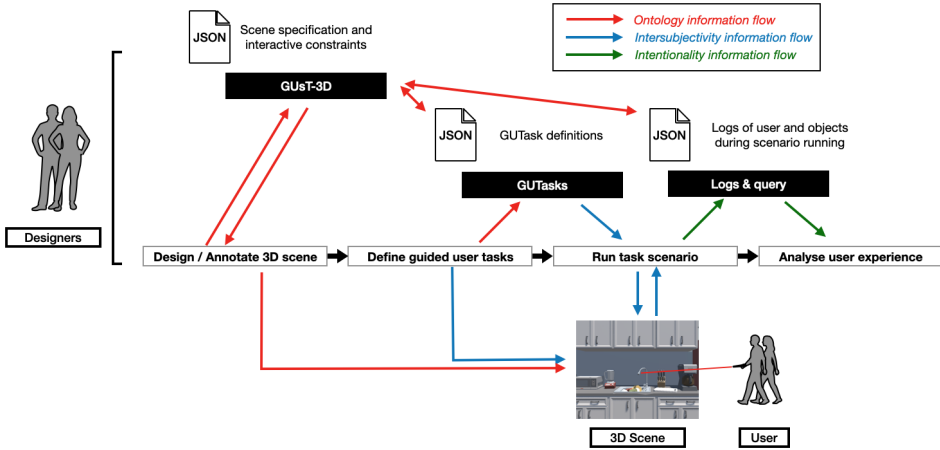 JSON
Scene specification and
interactive constraints
Ontology information flow
Intersubjectivity information flow
Intentionality information flow
GUsT-3D
JSON
GUTask definitions
JSON
Logs of user and objects
during scenario running
GUTasks
Logs & query
Designers
Design / Annotate 3D scene
Define guided user tasks
Run task scenario
Analyse user experience
3D Scene
User